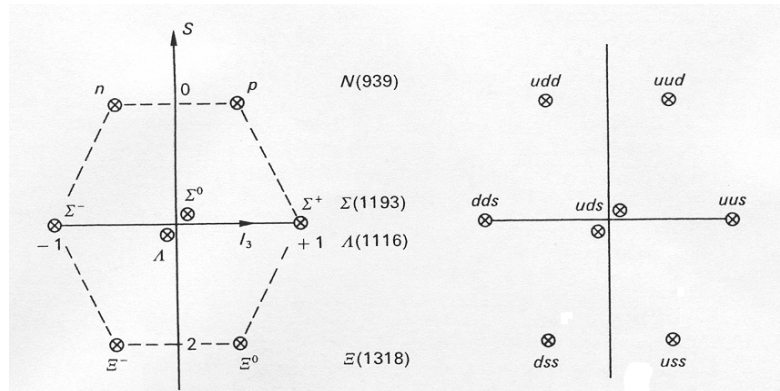 S
n 0 p N(939) udd uud
Σ⁰
Σ⁻ Σ⁺ Σ(1193) dds uds uus
− 1 Λ I₃ + 1 Λ(1116)
2
Ξ⁻ Ξ⁰ Ξ(1318) dss uss